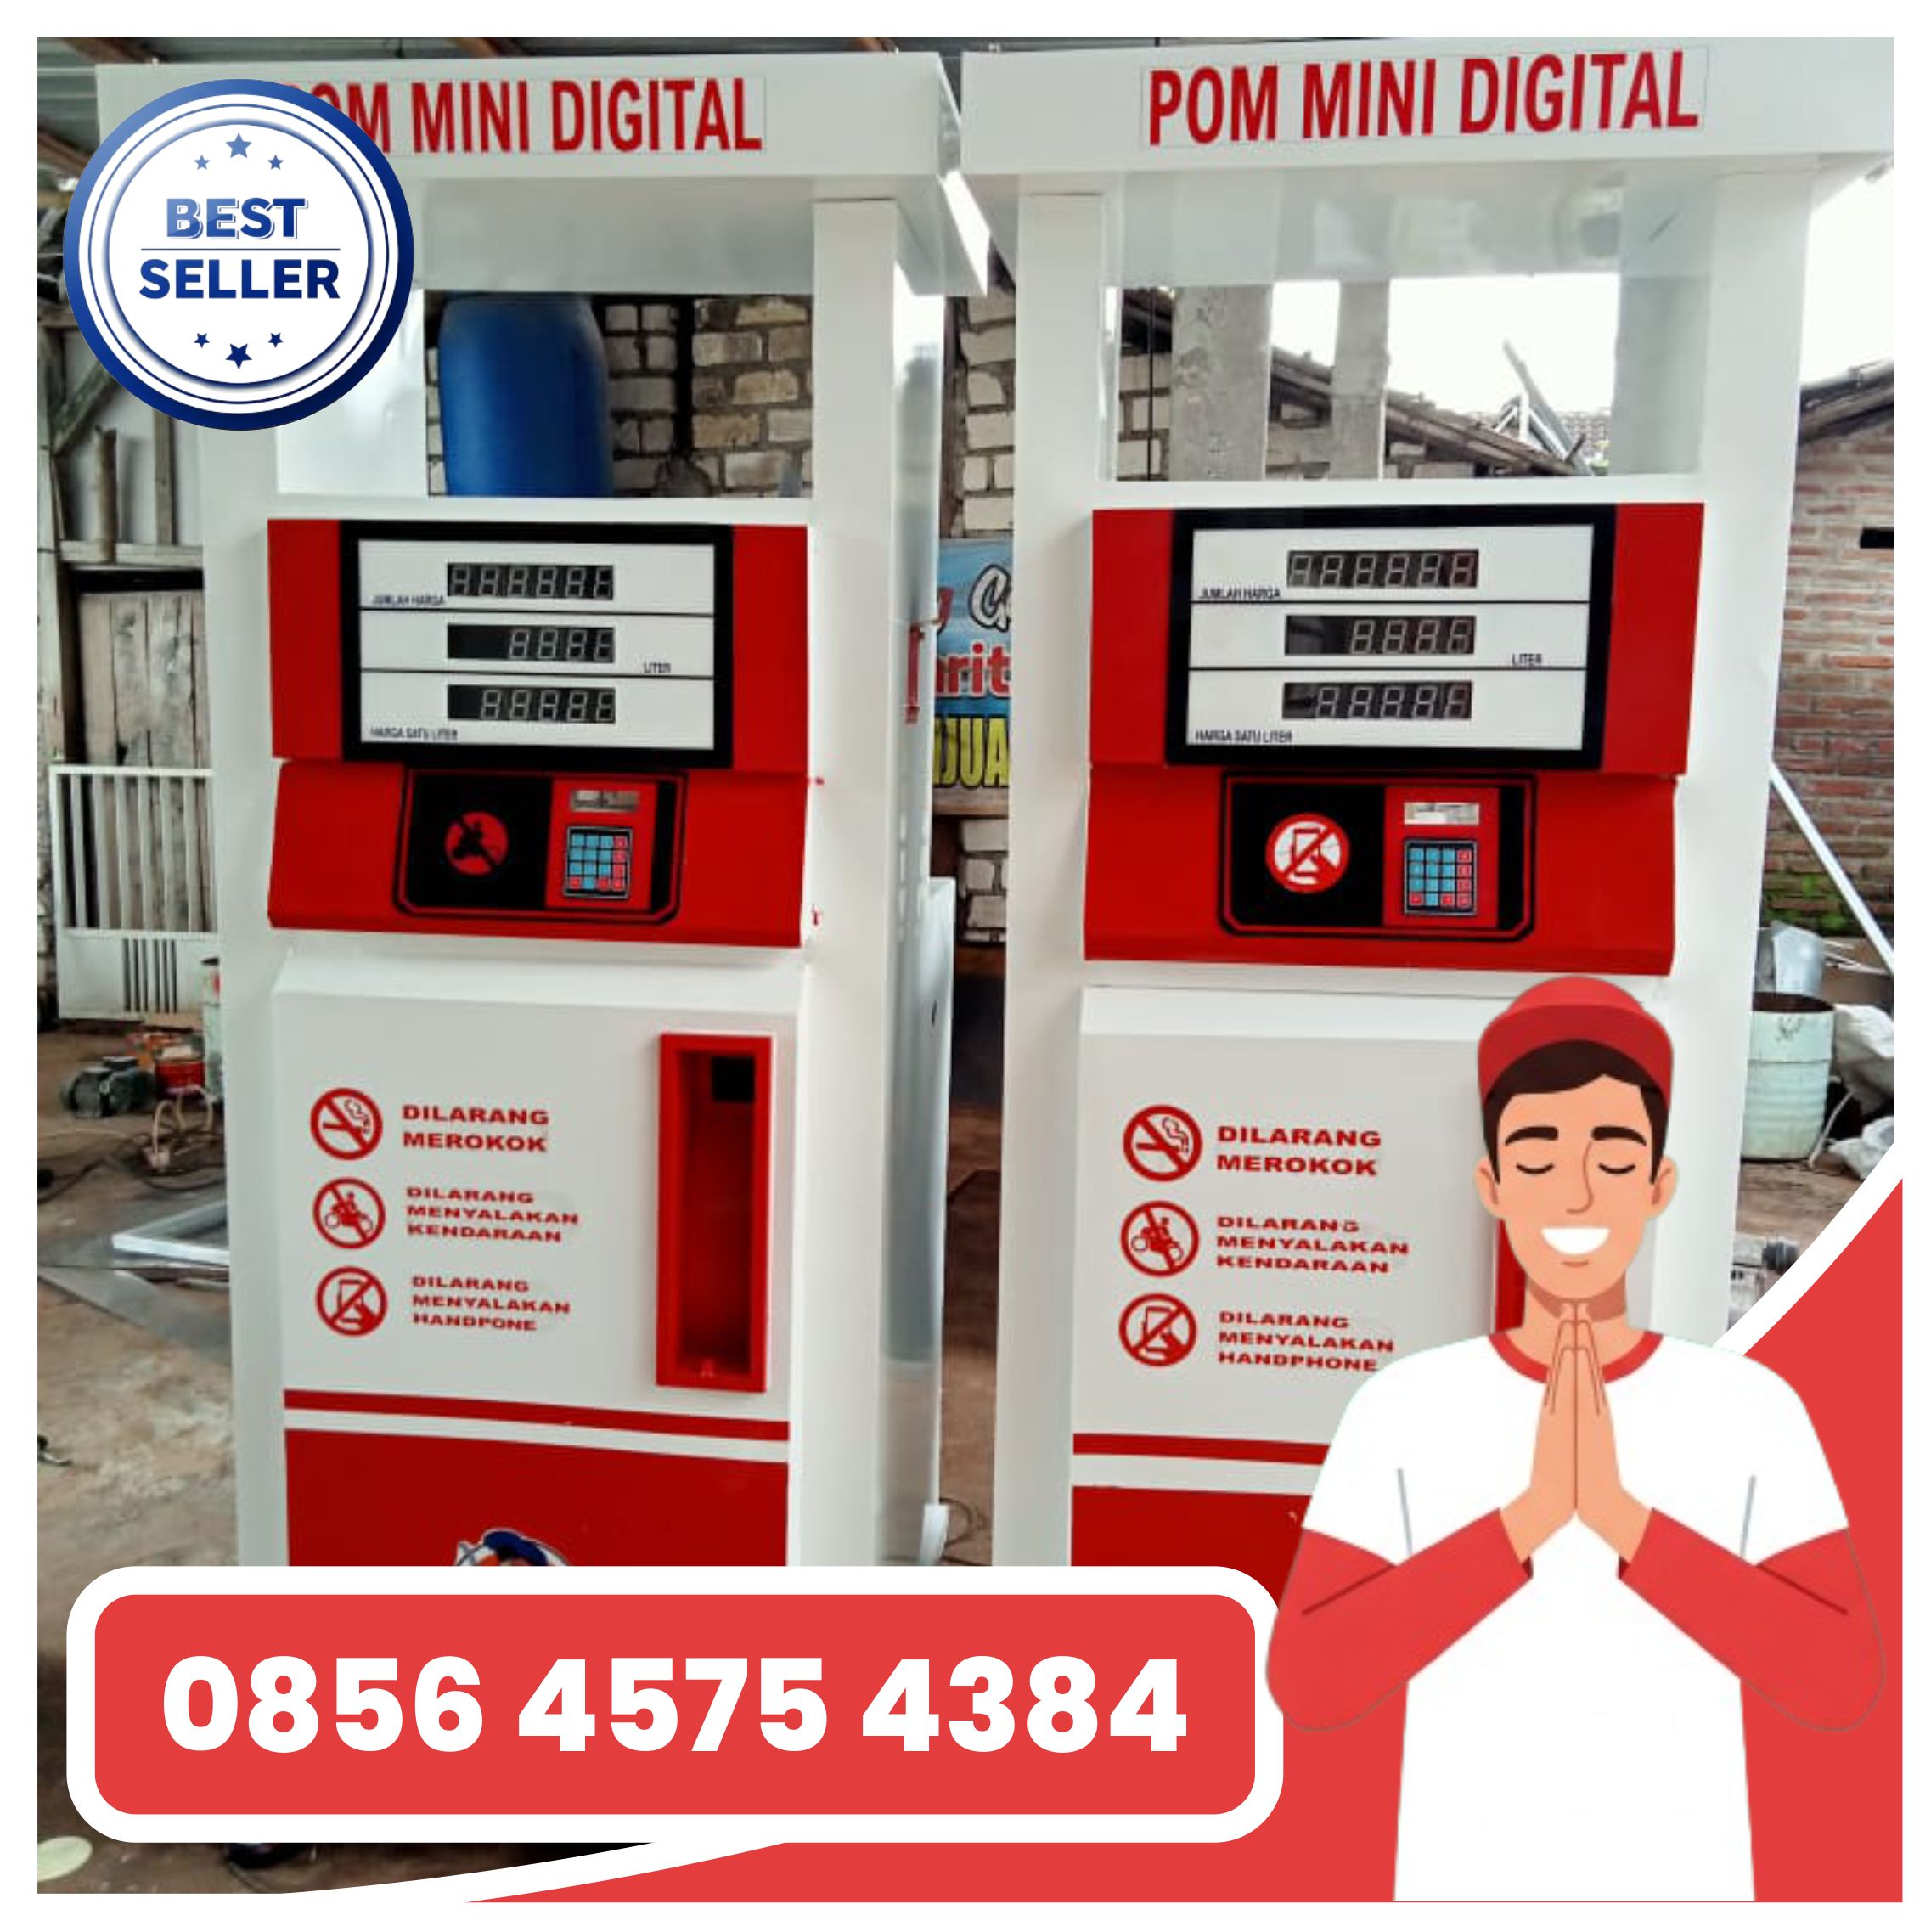 POM MINI DIGITAL
POM MINI DIGITAL
BEST
SELLER
JUMLAH HARGA
LITER
HARGA SATU LITER
JUMLAH HARGA
LITER
HARGA SATU LITER
DILARANG
MEROKOK
DILARANG
MENYALAKAN
KENDARAAN
DILARANG
MENYALAKAN
HANDPONE
DILARANG
MEROKOK
DILARANG
MENYALAKAN
KENDARAAN
DILARANG
MENYALAKAN
HANDPHONE
0856 4575 4384